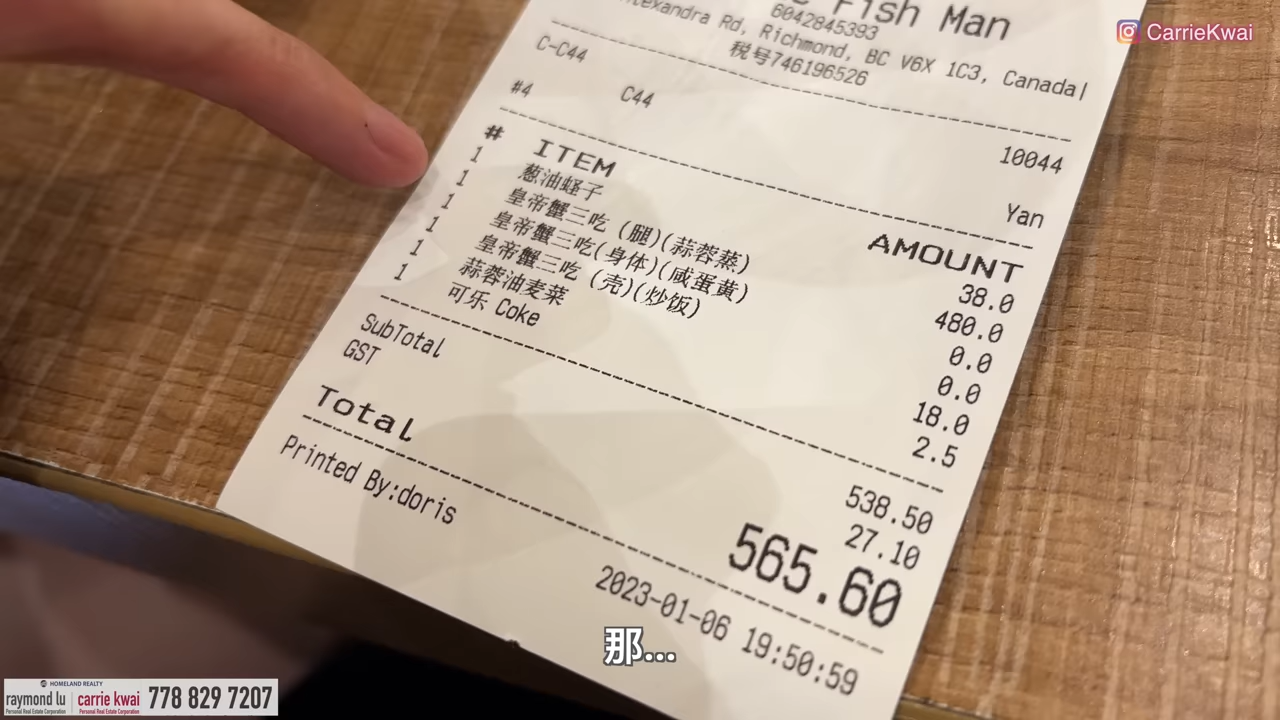 Fish Man
6042845393
exandra Rd, Richmond, BC V6X 1C3, Canada
税号746196526
C-C44
#4 C44 10044
Yan
# ITEM AMOUNT
1 葱油蛏子 38.0
1 皇帝蟹三吃 (腿)(蒜蓉蒸) 480.0
1 皇帝蟹三吃(身体)(咸蛋黄) 0.0
1 皇帝蟹三吃 (壳)(炒饭) 0.0
1 蒜蓉油麦菜 18.0
1 可乐 Coke 2.5
SubTotal 538.50
GST 27.10
Total 565.60
Printed By:doris 2023-01-06 19:50:59
CarrieKwai
那...
HOMELAND REALTY
raymond lu carrie kwai 778 829 7207
Personal Real Estate Corporation Personal Real Estate Corporation